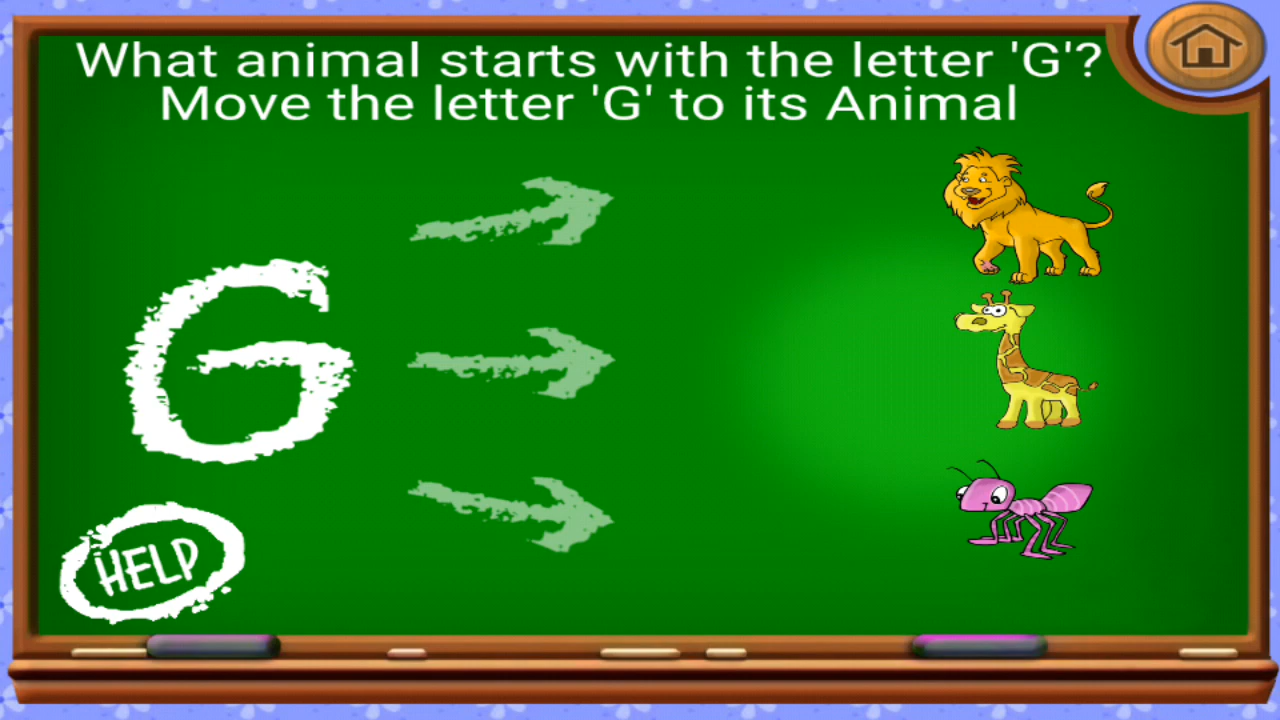 What animal starts with the letter 'G'?
Move the letter 'G' to its Animal
G
HELP